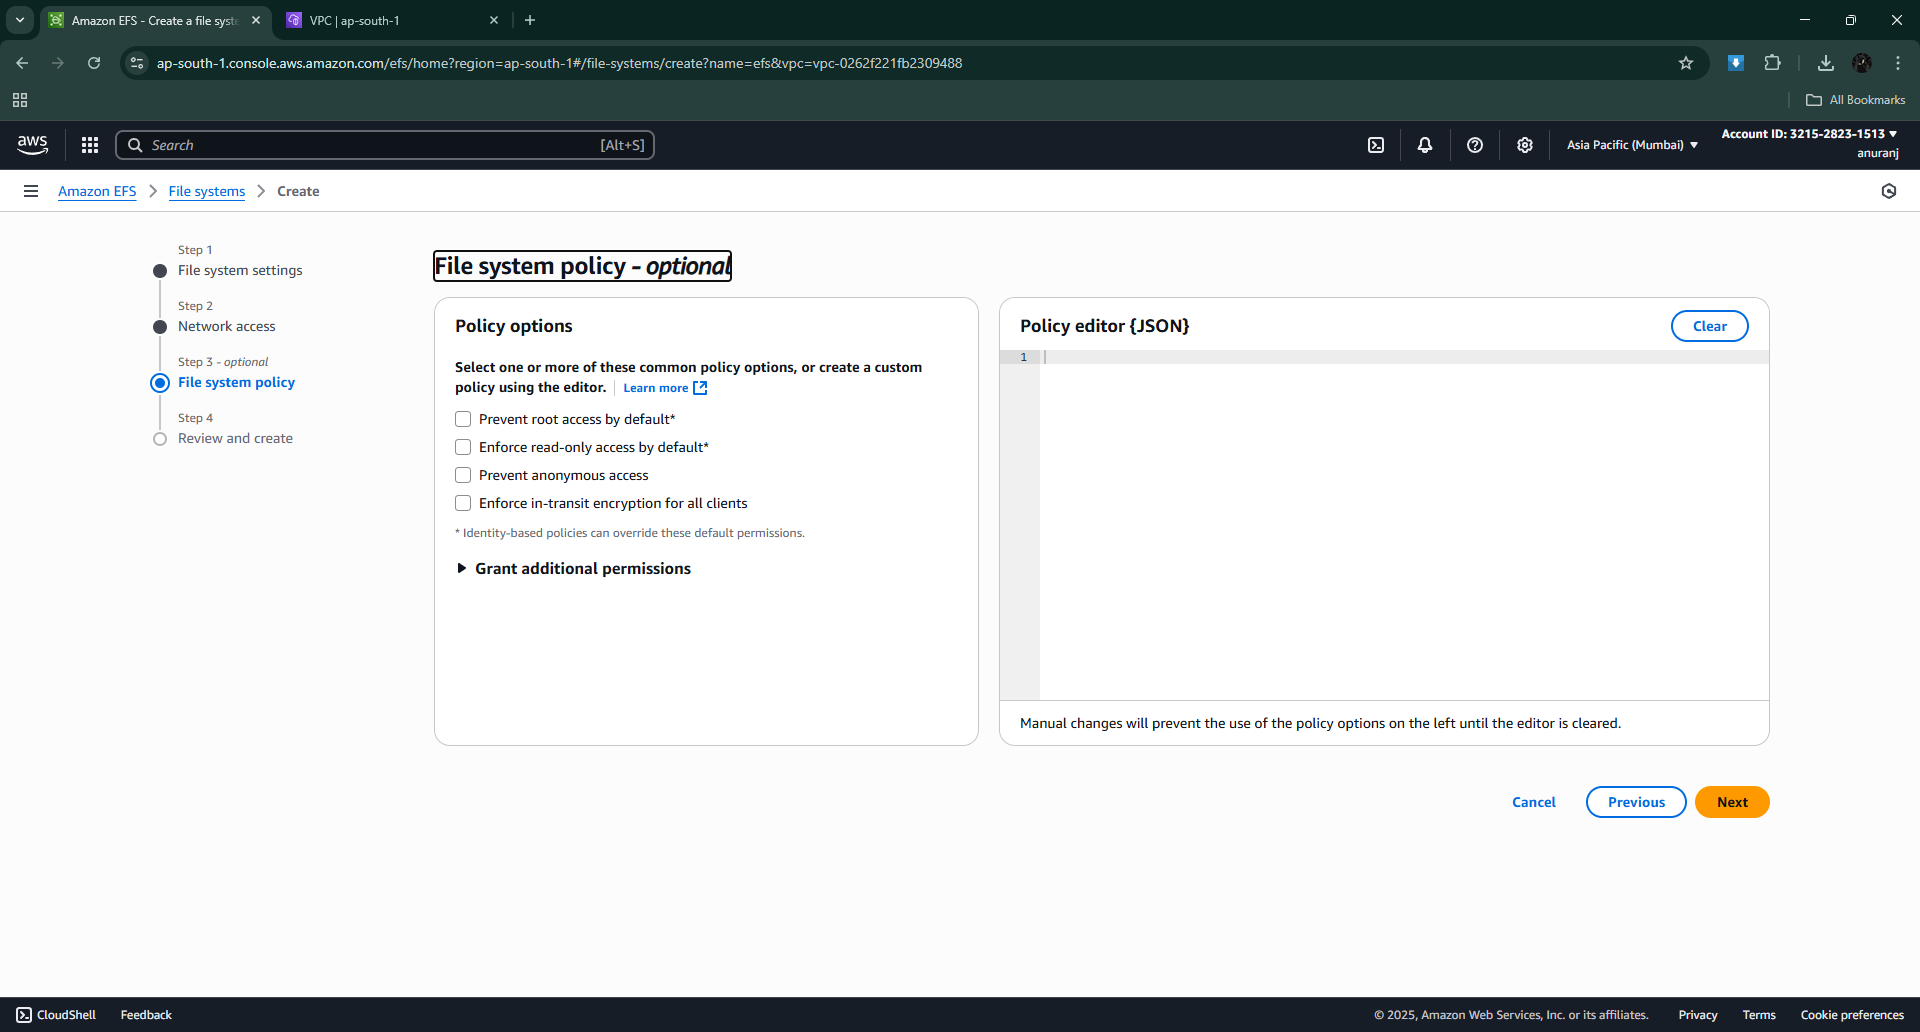 Amazon EFS - Create a file syste
VPC | ap-south-1
ap-south-1.console.aws.amazon.com/efs/home?region=ap-south-1#/file-systems/create?name=efs&vpc=vpc-0262f221fb2309488
All Bookmarks
aws
Search
[Alt+S]
Asia Pacific (Mumbai)
Account ID: 3215-2823-1513
anuranj
Amazon EFS
File systems
Create
Step 1
File system settings
Step 2
Network access
Step 3 - optional
File system policy
Step 4
Review and create
File system policy - optional
Policy options
Select one or more of these common policy options, or create a custom
policy using the editor. Learn more
Prevent root access by default*
Enforce read-only access by default*
Prevent anonymous access
Enforce in-transit encryption for all clients
* Identity-based policies can override these default permissions.
Grant additional permissions
Policy editor {JSON}
Clear
1
Manual changes will prevent the use of the policy options on the left until the editor is cleared.
Cancel
Previous
Next
CloudShell
Feedback
© 2025, Amazon Web Services, Inc. or its affiliates.
Privacy
Terms
Cookie preferences